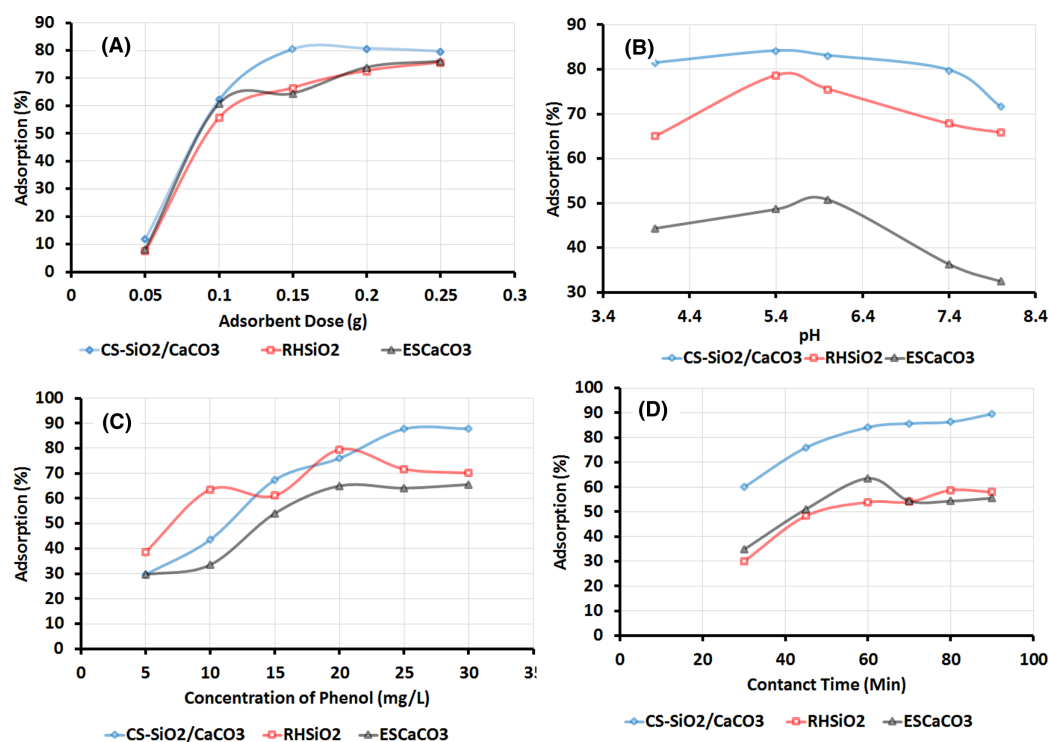 (A)
Adsorption (%)
90
80
70
60
50
40
30
20
10
0
0 0.05 0.1 0.15 0.2 0.25 0.3
Adsorbent Dose (g)
CS-SiO2/CaCO3 RHSiO2 ESCaCO3
(B)
Adsorption (%)
90
80
70
60
50
40
30
3.4 4.4 5.4 6.4 7.4 8.4
pH
CS-SiO2/CaCO3 RHSiO2 ESCaCO3
(C)
Adsorption (%)
100
90
80
70
60
50
40
30
20
10
0
0 5 10 15 20 25 30 35
Concentration of Phenol (mg/L)
CS-SiO2/CaCO3 RHSiO2 ESCaCO3
(D)
Adsorption (%)
100
90
80
70
60
50
40
30
20
10
0
0 20 40 60 80 100
Contanct Time (Min)
CS-SiO2/CaCO3 RHSiO2 ESCaCO3